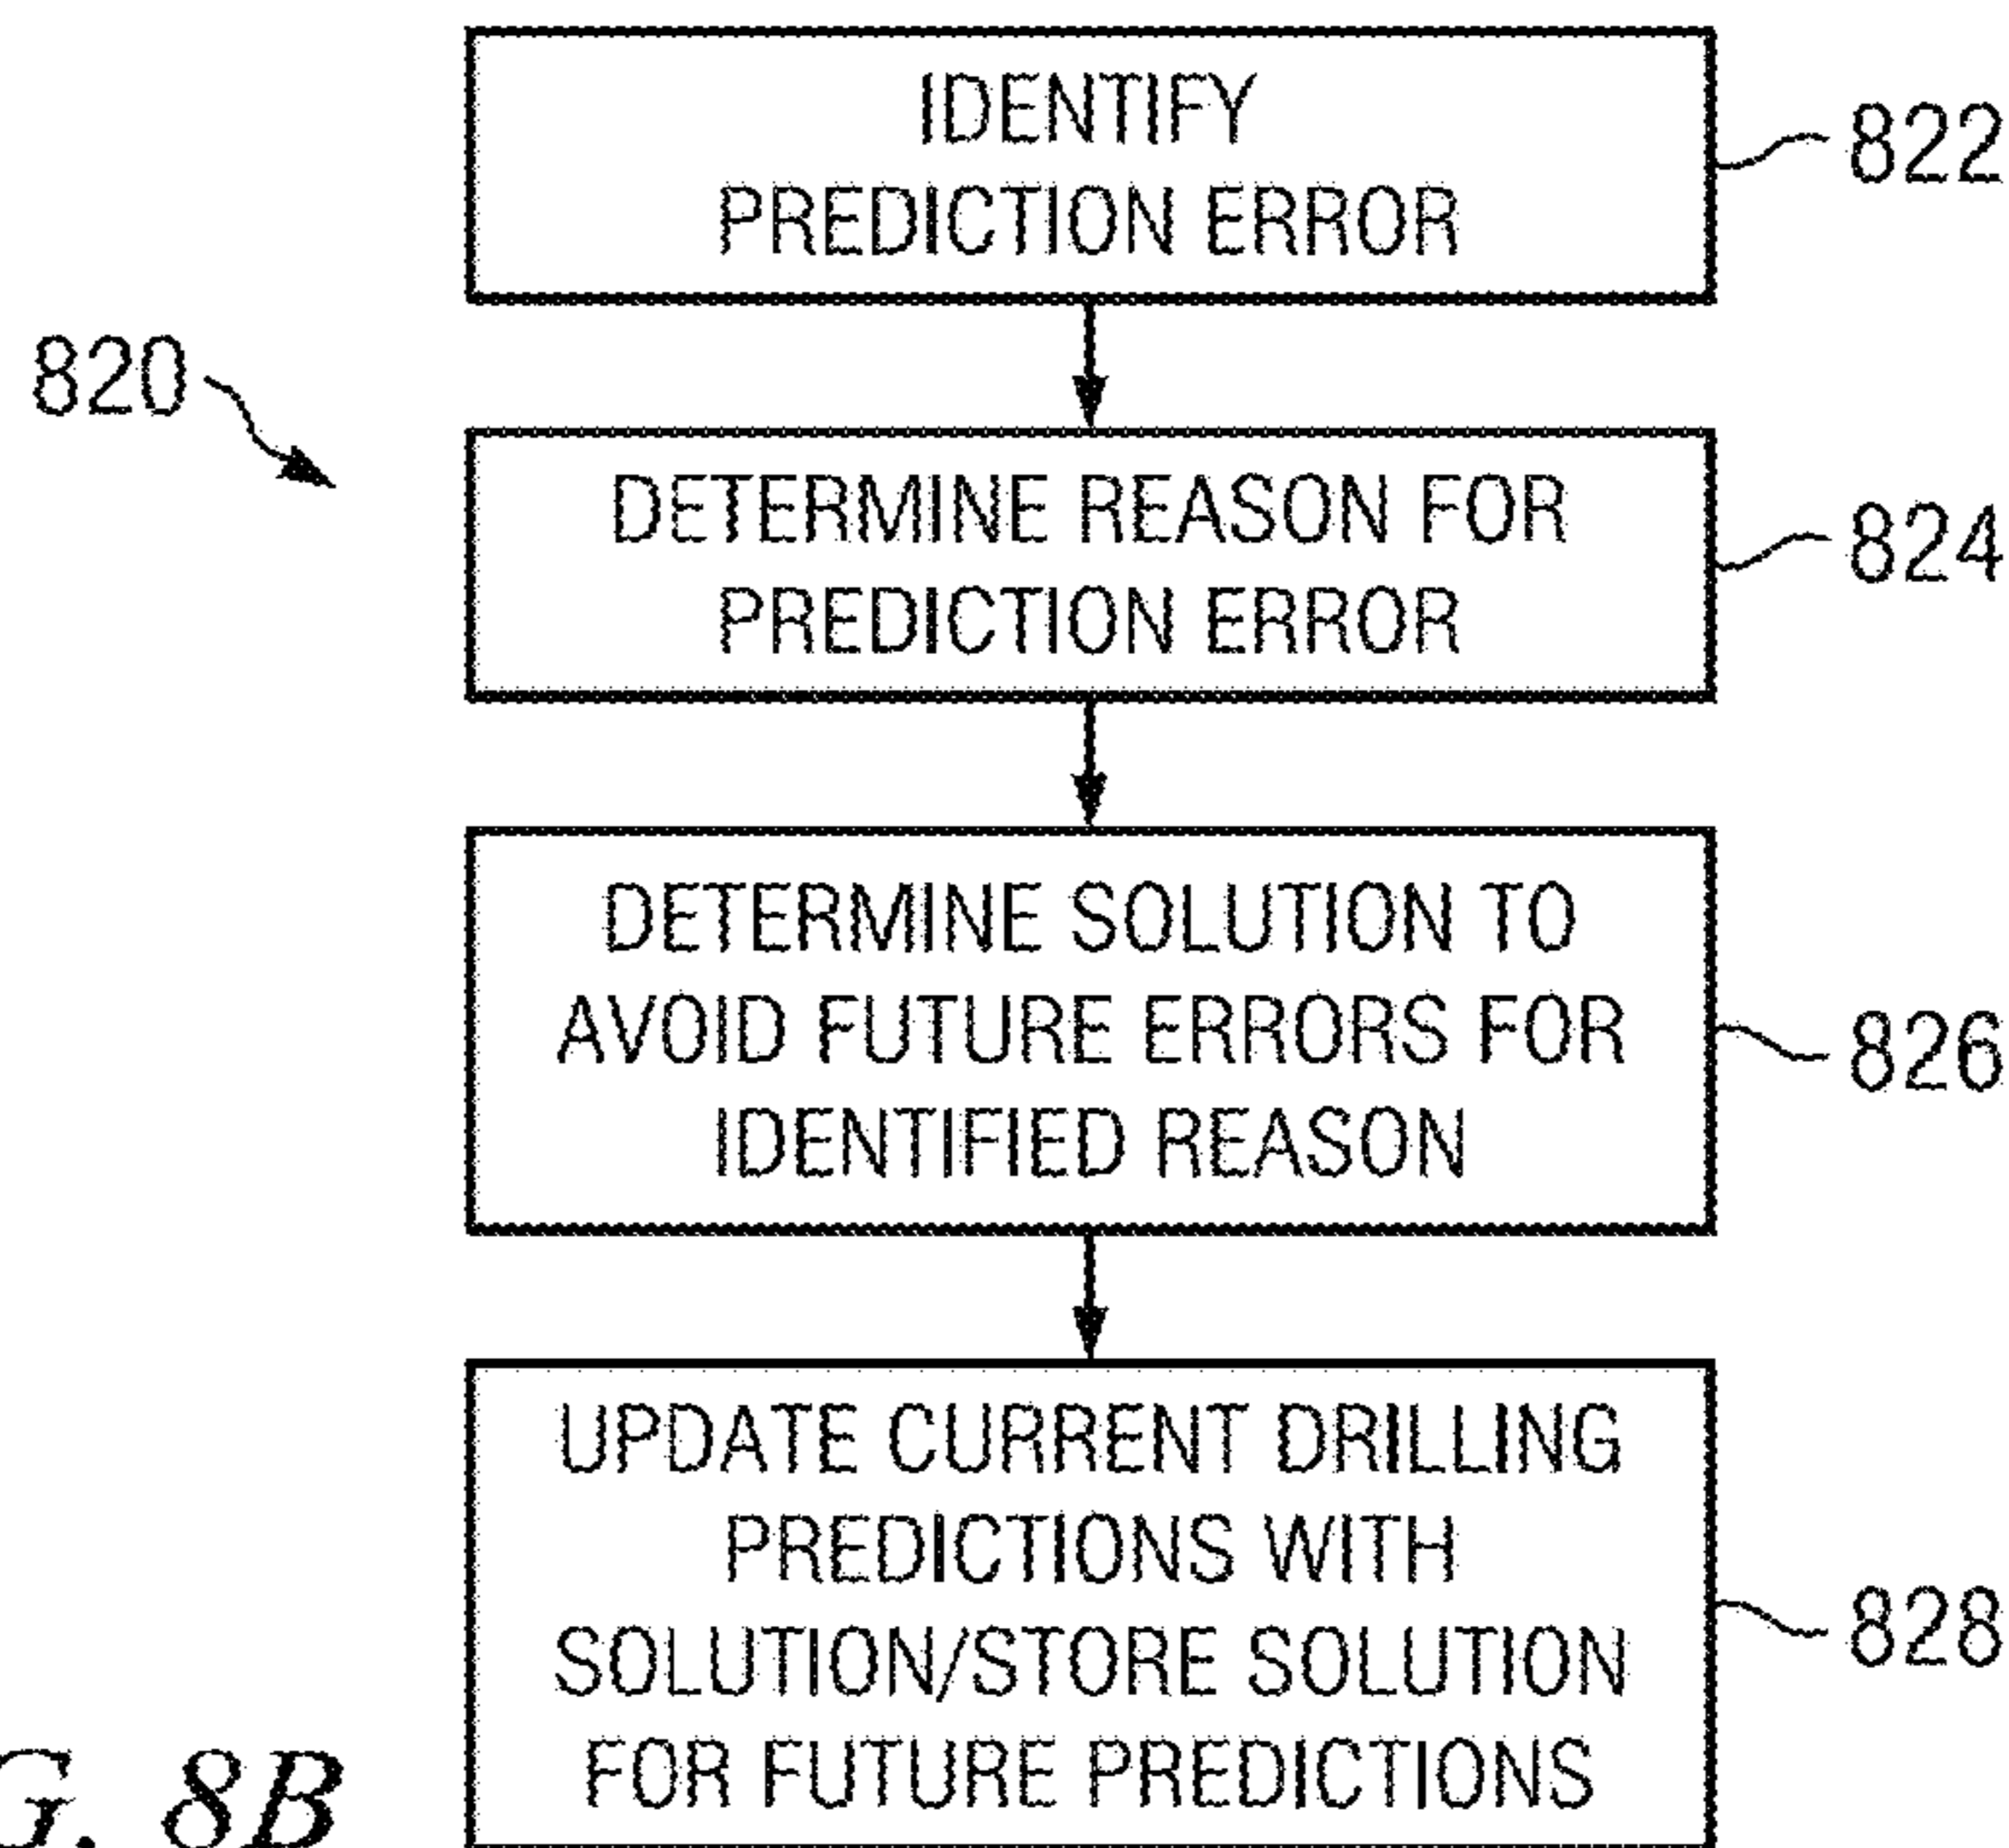 IDENTIFY
PREDICTION ERROR
822
820
DETERMINE REASON FOR
PREDICTION ERROR
824
DETERMINE SOLUTION TO
AVOID FUTURE ERRORS FOR
IDENTIFIED REASON
826
UPDATE CURRENT DRILLING
PREDICTIONS WITH
SOLUTION/STORE SOLUTION
FOR FUTURE PREDICTIONS
828
G. 8B